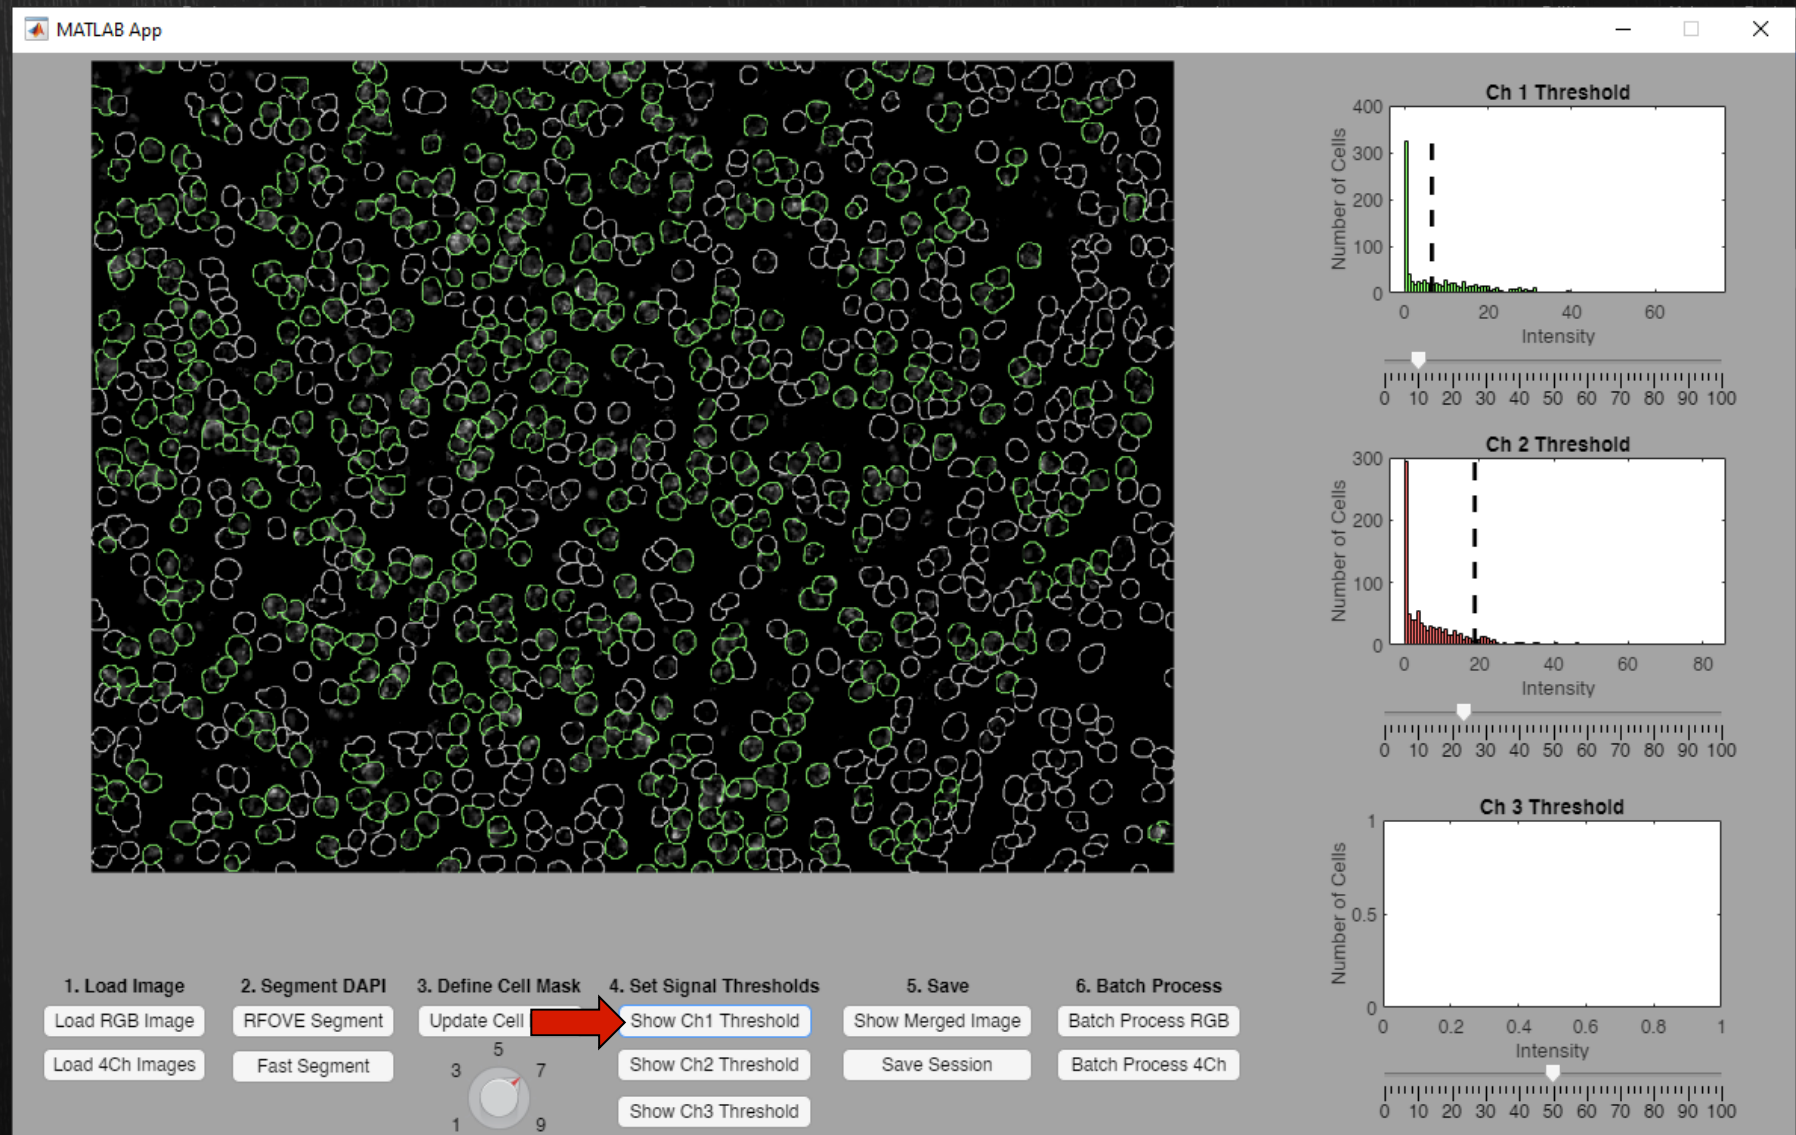 MATLAB App
Ch 1 Threshold
400
300
200
100
0
Number of Cells
0 20 40 60
Intensity
0 10 20 30 40 50 60 70 80 90 100
Ch 2 Threshold
300
200
100
0
Number of Cells
0 20 40 60 80
Intensity
0 10 20 30 40 50 60 70 80 90 100
Ch 3 Threshold
1
0.5
0
Number of Cells
0 0.2 0.4 0.6 0.8 1
Intensity
0 10 20 30 40 50 60 70 80 90 100
1. Load Image
Load RGB Image
Load 4Ch Images
2. Segment DAPI
RFOVE Segment
Fast Segment
3. Define Cell Mask
Update Cell
5
3 7
1 9
4. Set Signal Thresholds
Show Ch1 Threshold
Show Ch2 Threshold
Show Ch3 Threshold
5. Save
Show Merged Image
Save Session
6. Batch Process
Batch Process RGB
Batch Process 4Ch